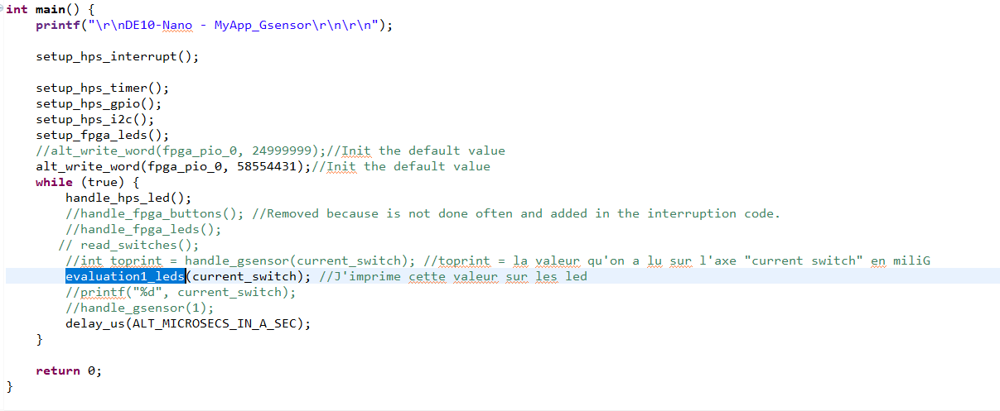 int main() {
    printf("\r\nDE10-Nano - MyApp_Gsensor\r\n\r\n");
    setup_hps_interrupt();
    setup_hps_timer();
    setup_hps_gpio();
    setup_hps_i2c();
    setup_fpga_leds();
    //alt_write_word(fpga_pio_0, 24999999);//Init the default value
    alt_write_word(fpga_pio_0, 58554431);//Init the default value
    while (true) {
        handle_hps_led();
        //handle_fpga_buttons(); //Removed because is not done often and added in the interruption code.
        //handle_fpga_leds();
       // read_switches();
        //int toprint = handle_gsensor(current_switch); //toprint = la valeur qu'on a lu sur l'axe "current switch" en miliG
        evaluation1_leds(current_switch); //J'imprime cette valeur sur les led
        //printf("%d", current_switch);
        //handle_gsensor(1);
        delay_us(ALT_MICROSECS_IN_A_SEC);
    }
    return 0;
}